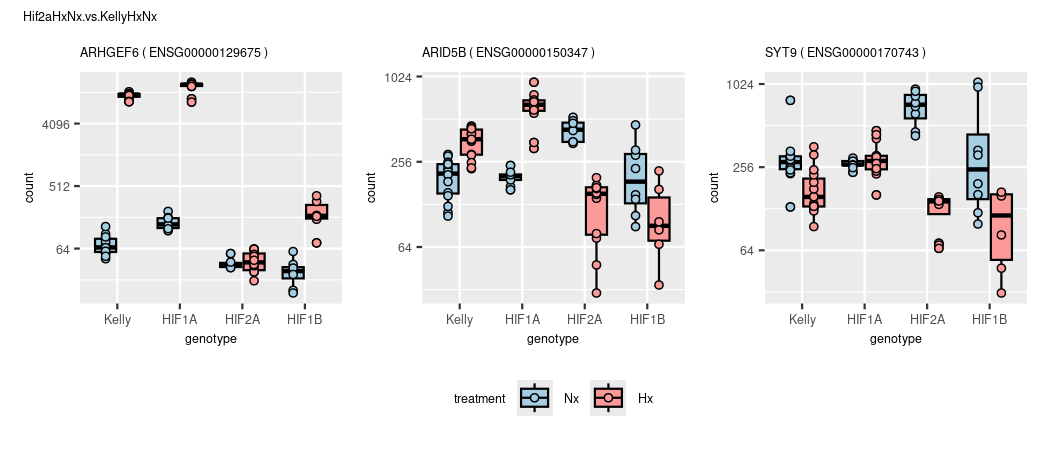 Hif2aHxNx.vs.KellyHxNx
ARHGEF6 ( ENSG00000129675 )
4096
512
64
count
Kelly HIF1A HIF2A HIF1B
genotype
ARID5B ( ENSG00000150347 )
1024
256
64
count
Kelly HIF1A HIF2A HIF1B
genotype
SYT9 ( ENSG00000170743 )
1024
256
64
count
Kelly HIF1A HIF2A HIF1B
genotype
treatment Nx Hx